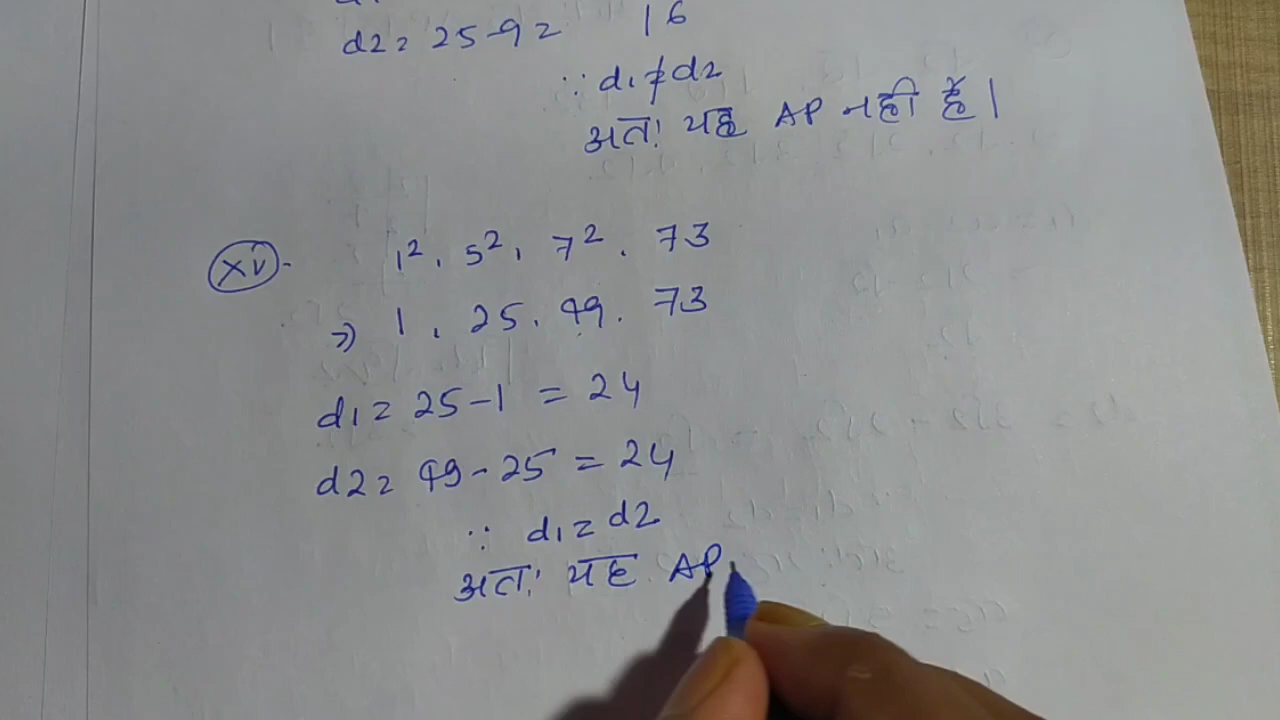 d2 = 25-9 = 16
∵ d1 ≠ d2
अतः यह AP नहीं है।
(xv)- 1², 5², 7², 73
⇒ 1, 25, 49, 73
d1 = 25-1 = 24
d2 = 49-25 = 24
∵ d1 = d2
अतः यह AP